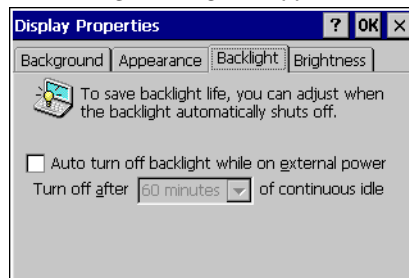 Display Properties ? OK ×
Background Appearance Backlight Brightness
To save backlight life, you can adjust when
the backlight automatically shuts off.
Auto turn off backlight while on external power
Turn off after 60 minutes of continuous idle